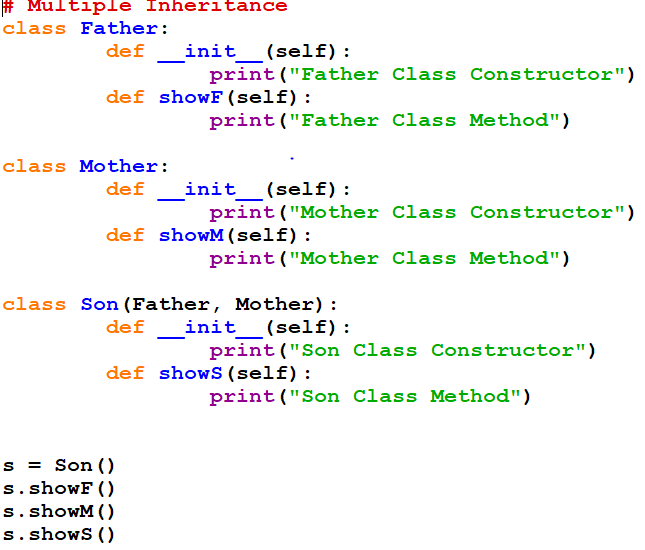 # Multiple Inheritance
class Father:
        def __init__(self):
                print("Father Class Constructor")
        def showF(self):
                print("Father Class Method")
class Mother:
        def __init__(self):
                print("Mother Class Constructor")
        def showM(self):
                print("Mother Class Method")
class Son(Father, Mother):
        def __init__(self):
                print("Son Class Constructor")
        def showS(self):
                print("Son Class Method")
s = Son()
s.showF()
s.showM()
s.showS()